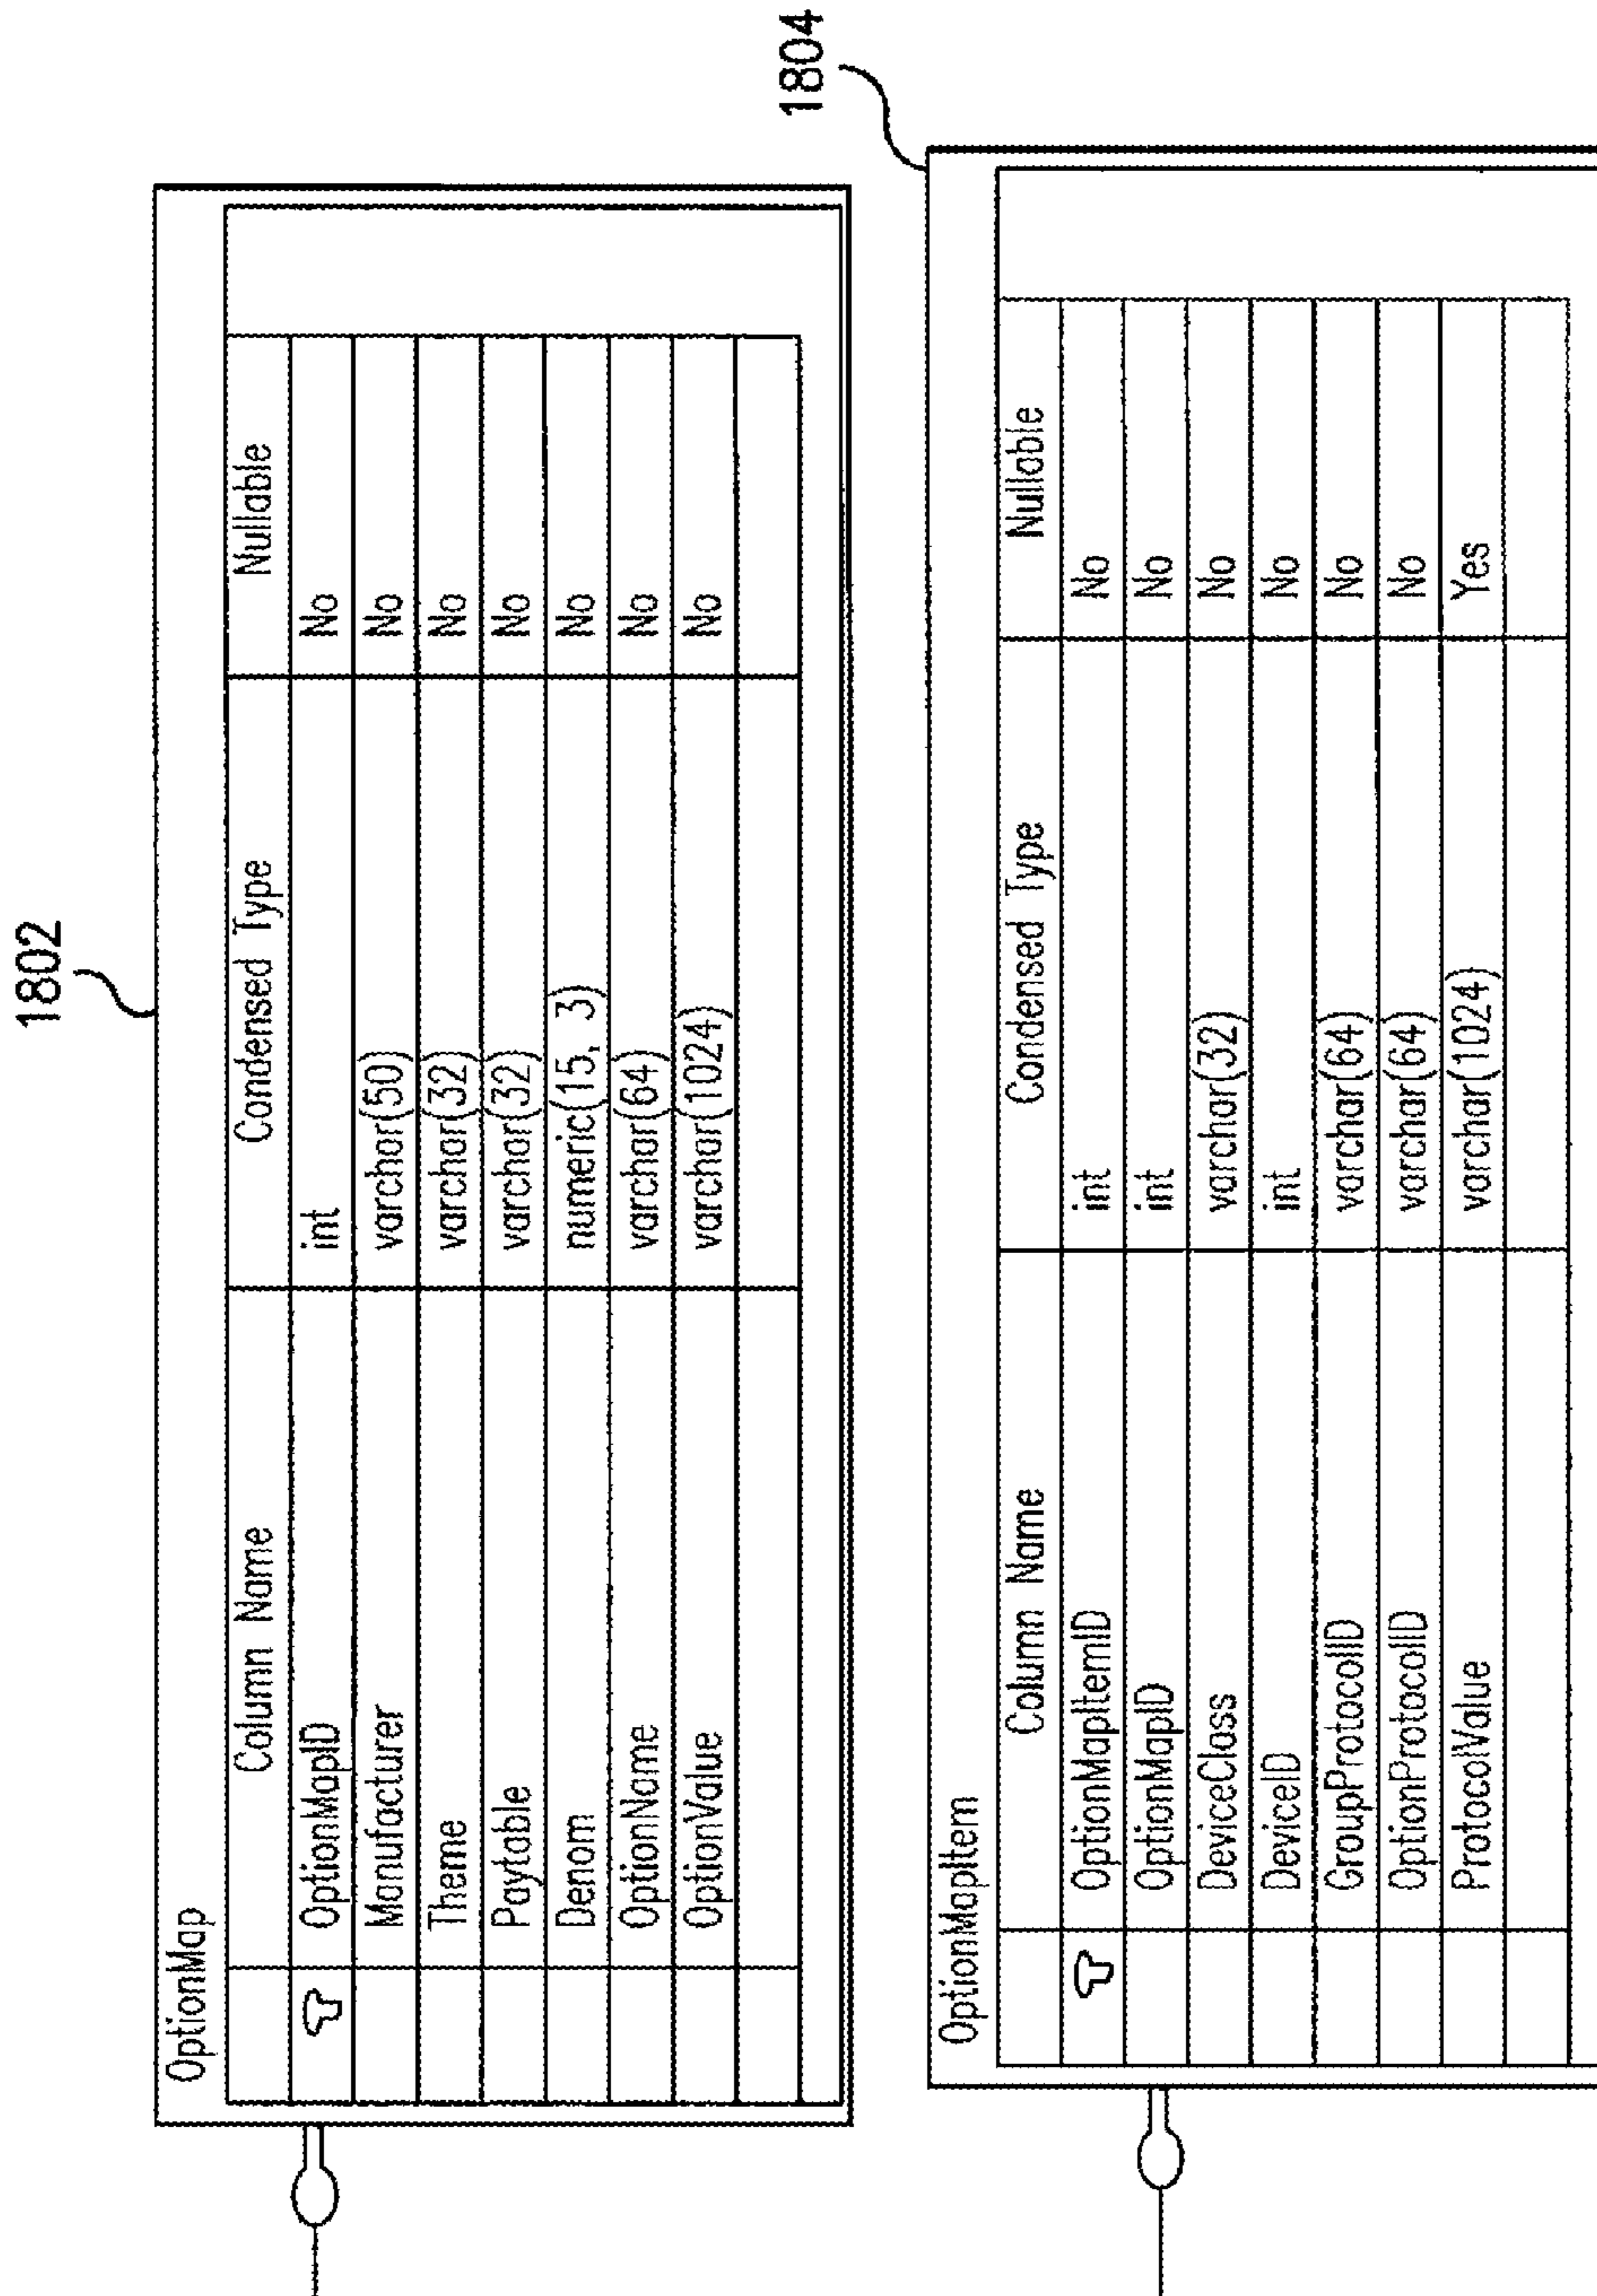 1802
OptionMap
Column Name Condensed Type Nullable
OptionMapID int No
Manufacturer varchar(50) No
Theme varchar(32) No
Paytable varchar(32) No
Denom numeric(15, 3) No
OptionName varchar(64) No
OptionValue varchar(1024) No
1804
OptionMapItem
Column Name Condensed Type Nullable
OptionMapItemID int No
OptionMapID int No
DeviceClass varchar(32) No
DeviceID int No
GroupProtocolID varchar(64) No
OptionProtocolID varchar(64) No
ProtocolValue varchar(1024) Yes